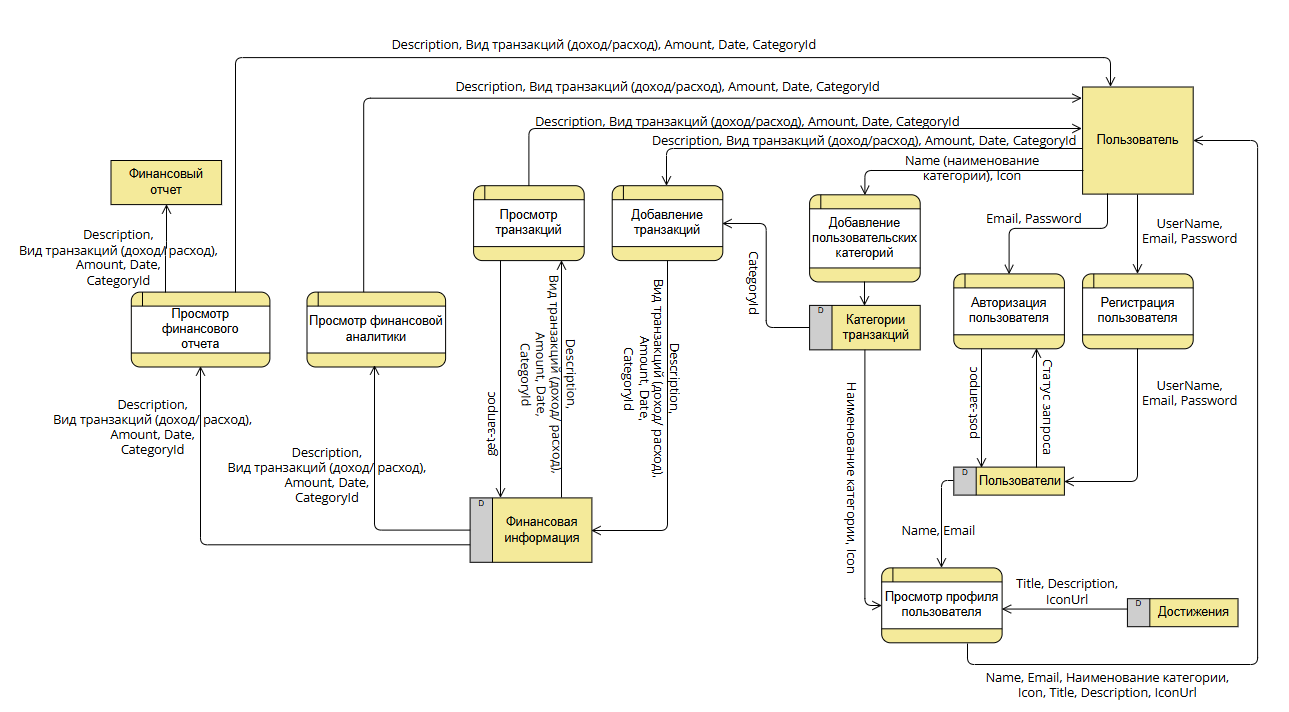 Description, Вид транзакций (доход/расход), Amount, Date, CategoryId
Description, Вид транзакций (доход/расход), Amount, Date, CategoryId
Description, Вид транзакций (доход/расход), Amount, Date, CategoryId
Description, Вид транзакций (доход/расход), Amount, Date, CategoryId
Name (наименование
категории), Icon
Пользователь
Финансовый
отчет
Просмотр
транзакций
Добавление
транзакций
Добавление
пользовательских
категорий
Email, Password
UserName,
Email, Password
Description,
Вид транзакций (доход/ расход),
Amount, Date,
CategoryId
Просмотр
финансового
отчета
Просмотр финансовой
аналитики
CategoryId
D
Категории
транзакций
Авторизация
пользователя
Регистрация
пользователя
Description,
Вид транзакций (доход/ расход),
Amount, Date,
CategoryId
Description,
Вид транзакций (доход/ расход),
Amount, Date,
CategoryId
get-запрос
Description,
Вид транзакций (доход/ расход),
Amount, Date,
CategoryId
Description,
Вид транзакций (доход/ расход),
Amount, Date,
CategoryId
Наименование категории, Icon
post-запрос
Статус запроса
UserName,
Email, Password
D
Пользователи
D
Финансовая
информация
Name, Email
Просмотр профиля
пользователя
Title, Description,
IconUrl
D
Достижения
Name, Email, Наименование категории,
Icon, Title, Description, IconUrl